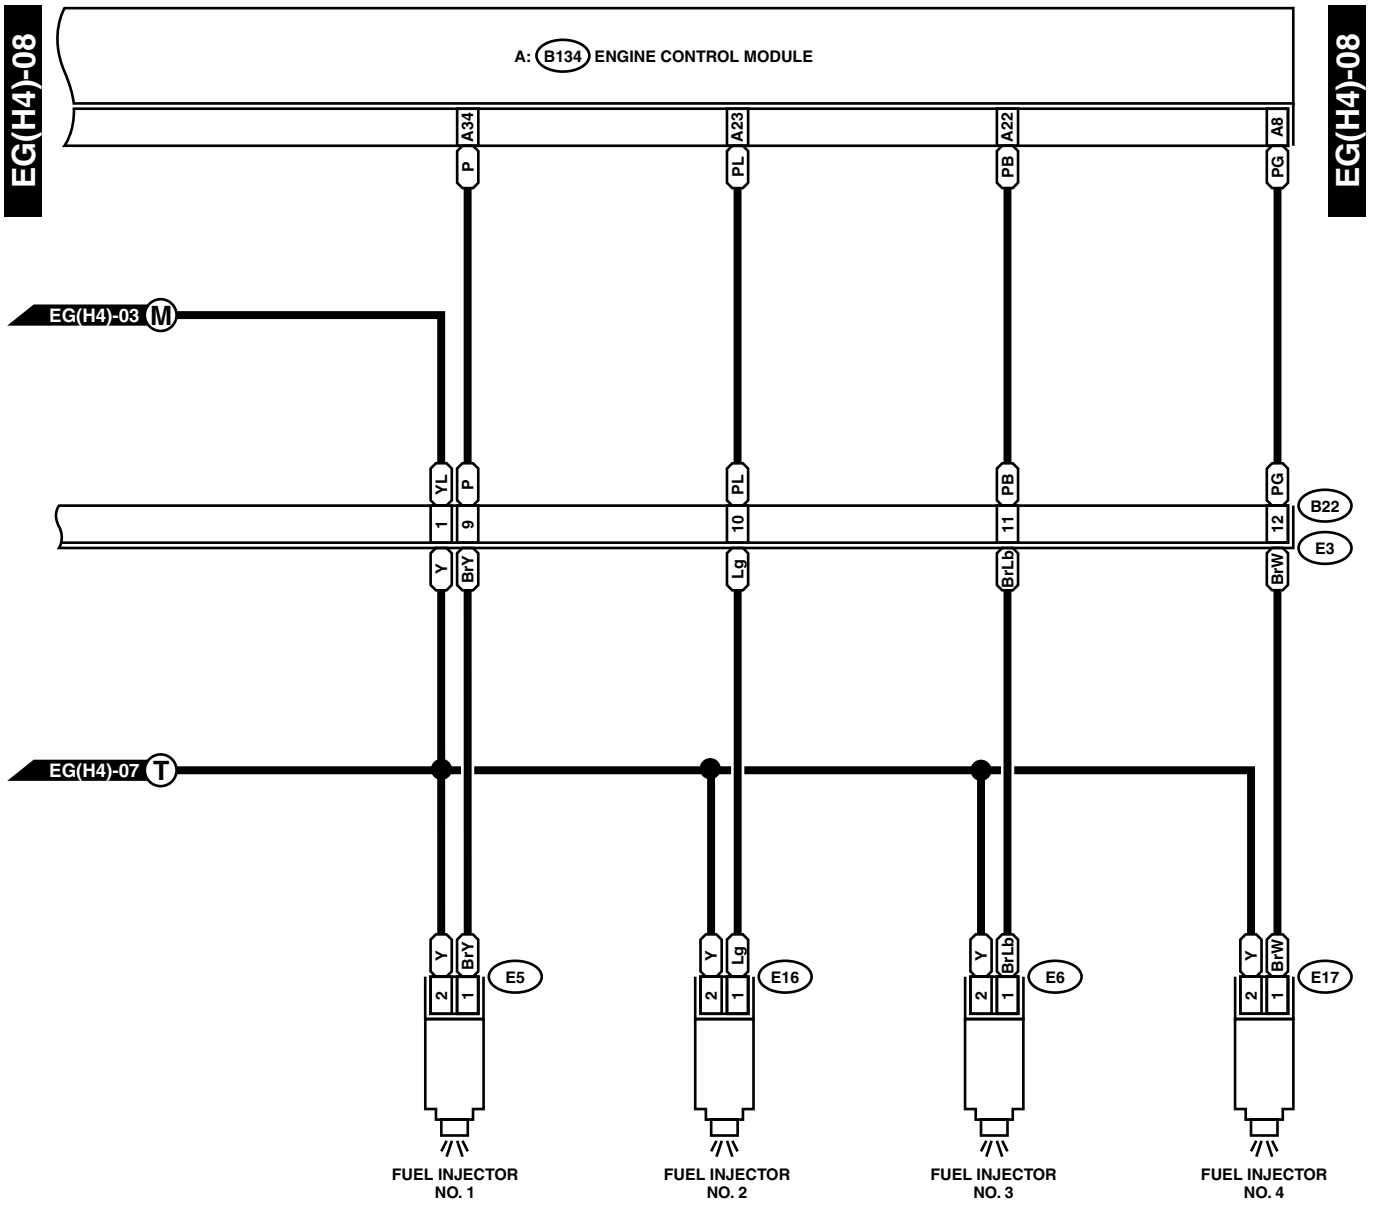 EG(H4)-08
EG(H4)-08
A: B134 ENGINE CONTROL MODULE
A34 A23 A22 A8
P PL PB PG
EG(H4)-03 M
YL P PL PB PG
1 9 10 11 12
B22
E3
Y BrY Lg BrLb BrW
EG(H4)-07 T
Y BrY Y Lg Y BrLb Y BrW
E5 E16 E6 E17
2 1 2 1 2 1 2 1
FUEL INJECTOR
NO. 1
FUEL INJECTOR
NO. 2
FUEL INJECTOR
NO. 3
FUEL INJECTOR
NO. 4